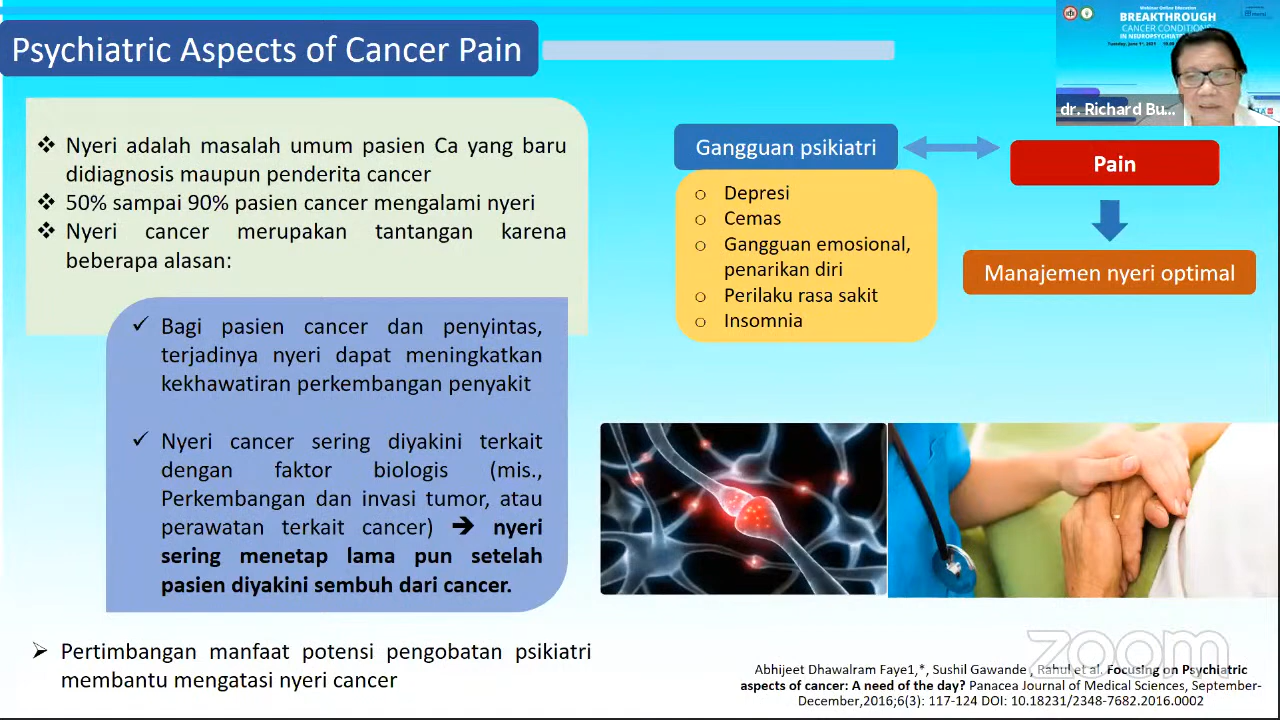 Psychiatric Aspects of Cancer Pain
Webinar Online Education
BREAKTHROUGH
CANCER CONDITION
IN NEUROPSYCHIATR
dr. Richard Bu...
Nyeri adalah masalah umum pasien Ca yang baru
didiagnosis maupun penderita cancer
50% sampai 90% pasien cancer mengalami nyeri
Nyeri cancer merupakan tantangan karena
beberapa alasan:
Bagi pasien cancer dan penyintas,
terjadinya nyeri dapat meningkatkan
kekhawatiran perkembangan penyakit
Nyeri cancer sering diyakini terkait
dengan faktor biologis (mis.,
Perkembangan dan invasi tumor, atau
perawatan terkait cancer) → nyeri
sering menetap lama pun setelah
pasien diyakini sembuh dari cancer.
Pertimbangan manfaat potensi pengobatan psikiatri
membantu mengatasi nyeri cancer
Gangguan psikiatri
Depresi
Cemas
Gangguan emosional,
penarikan diri
Perilaku rasa sakit
Insomnia
Pain
Manajemen nyeri optimal
zoom
Abhijeet Dhawalram Faye1,*, Sushil Gawande , Rahul et al. Focusing on Psychiatric
aspects of cancer: A need of the day? Panacea Journal of Medical Sciences, September-
December,2016;6(3): 117-124 DOI: 10.18231/2348-7682.2016.0002